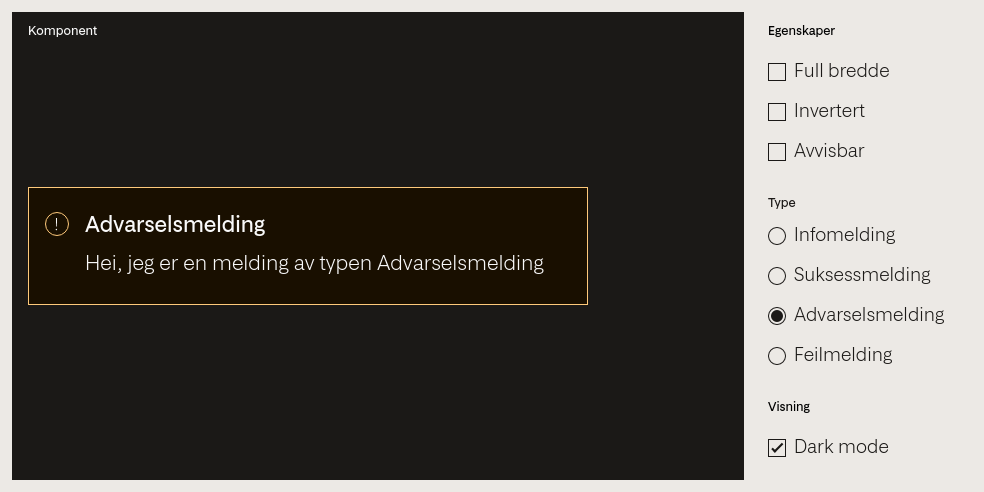 Komponent
Advarselsmelding
Hei, jeg er en melding av typen Advarselsmelding
Egenskaper
Full bredde
Invertert
Avvisbar
Type
Infomelding
Suksessmelding
Advarselsmelding
Feilmelding
Visning
Dark mode